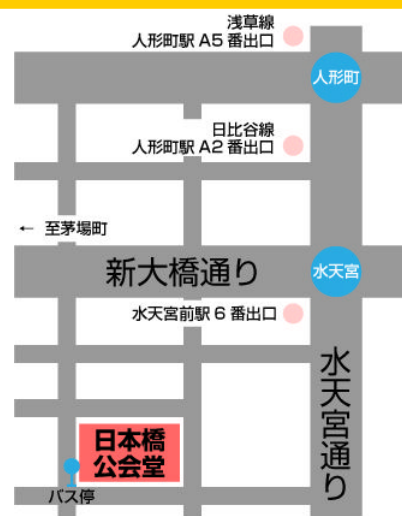 浅草線
人形町駅 A5 番出口
人形町
日比谷線
人形町駅 A2 番出口
← 至茅場町
新大橋通り
水天宮
水天宮前駅 6 番出口
水天宮通り
日本橋
公会堂
バス停